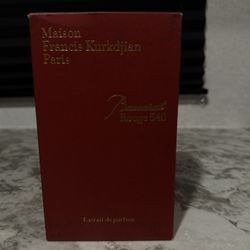 Maison
Francis Kurkdjian
Paris
Baccarat
Rouge 540
Extrait de parfum